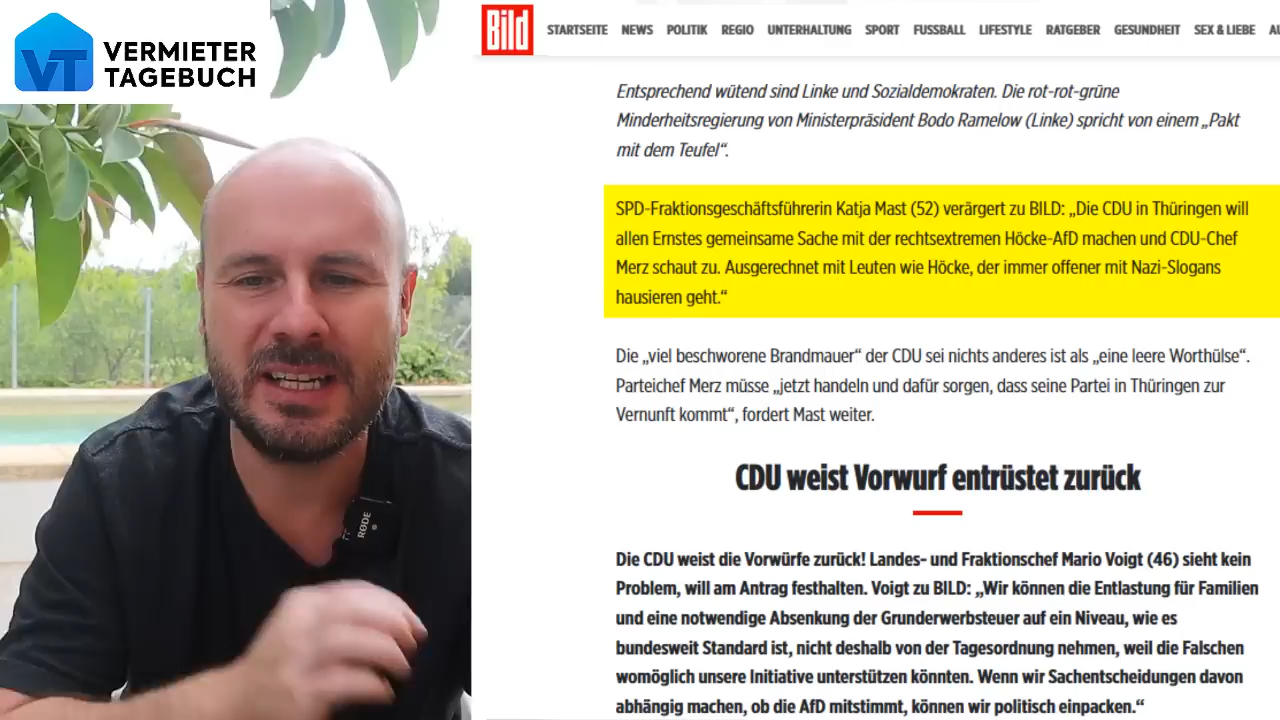 VERMIETER
TAGEBUCH
VT
Bild
STARTSEITE NEWS POLITIK REGIO UNTERHALTUNG SPORT FUSSBALL LIFESTYLE RATGEBER GESUNDHEIT SEX & LIEBE
Entsprechend wütend sind Linke und Sozialdemokraten. Die rot-rot-grüne
Minderheitsregierung von Ministerpräsident Bodo Ramelow (Linke) spricht von einem „Pakt
mit dem Teufel“.
SPD-Fraktionsgeschäftsführerin Katja Mast (52) verärgert zu BILD: „Die CDU in Thüringen will
allen Ernstes gemeinsame Sache mit der rechtsextremen Höcke-AfD machen und CDU-Chef
Merz schaut zu. Ausgerechnet mit Leuten wie Höcke, der immer offener mit Nazi-Slogans
hausieren geht.“
Die „viel beschworene Brandmauer“ der CDU sei nichts anderes ist als „eine leere Worthülse“.
Parteichef Merz müsse „jetzt handeln und dafür sorgen, dass seine Partei in Thüringen zur
Vernunft kommt“, fordert Mast weiter.
CDU weist Vorwurf entrüstet zurück
Die CDU weist die Vorwürfe zurück! Landes- und Fraktionschef Mario Voigt (46) sieht kein
Problem, will am Antrag festhalten. Voigt zu BILD: „Wir können die Entlastung für Familien
und eine notwendige Absenkung der Grunderwerbsteuer auf ein Niveau, wie es
bundesweit Standard ist, nicht deshalb von der Tagesordnung nehmen, weil die Falschen
womöglich unsere Initiative unterstützen könnten. Wenn wir Sachentscheidungen davon
abhängig machen, ob die AfD mitstimmt, können wir politisch einpacken.“
RØDE